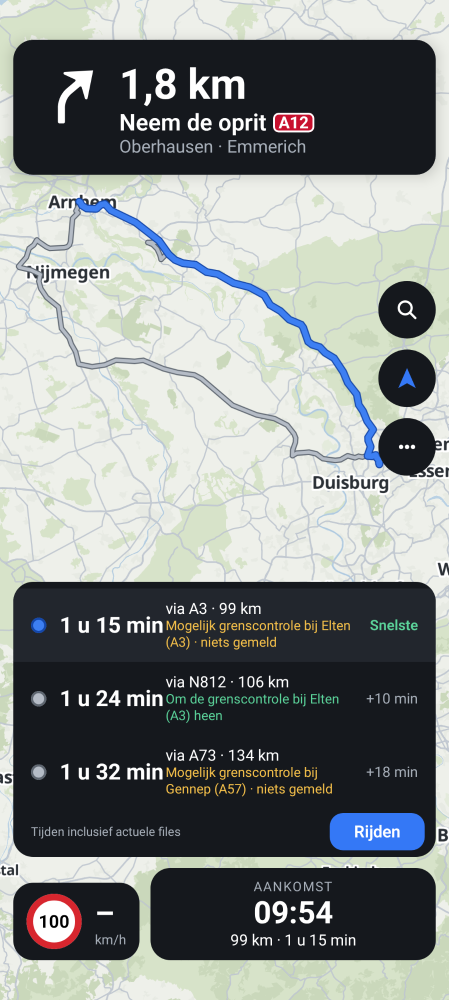 1,8 km
Neem de oprit A12
Oberhausen · Emmerich
Arnhem
Nijmegen
Duisburg
1 u 15 min
via A3 · 99 km
Mogelijk grenscontrole bij Elten
(A3) · niets gemeld
Snelste
1 u 24 min
via N812 · 106 km
Om de grenscontrole bij Elten
(A3) heen
+10 min
1 u 32 min
via A73 · 134 km
Mogelijk grenscontrole bij
Gennep (A57) · niets gemeld
+18 min
Tijden inclusief actuele files
Rijden
100
–
km/h
AANKOMST
09:54
99 km · 1 u 15 min